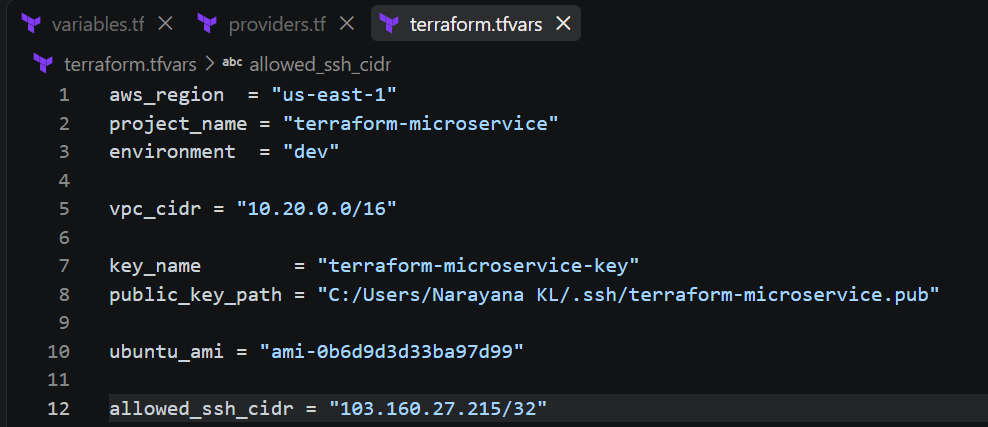 variables.tf
providers.tf
terraform.tfvars
terraform.tfvars > abc allowed_ssh_cidr
1 aws_region  = "us-east-1"
2 project_name = "terraform-microservice"
3 environment  = "dev"
4
5 vpc_cidr = "10.20.0.0/16"
6
7 key_name        = "terraform-microservice-key"
8 public_key_path = "C:/Users/Narayana KL/.ssh/terraform-microservice.pub"
9
10 ubuntu_ami = "ami-0b6d9d3d33ba97d99"
11
12 allowed_ssh_cidr = "103.160.27.215/32"